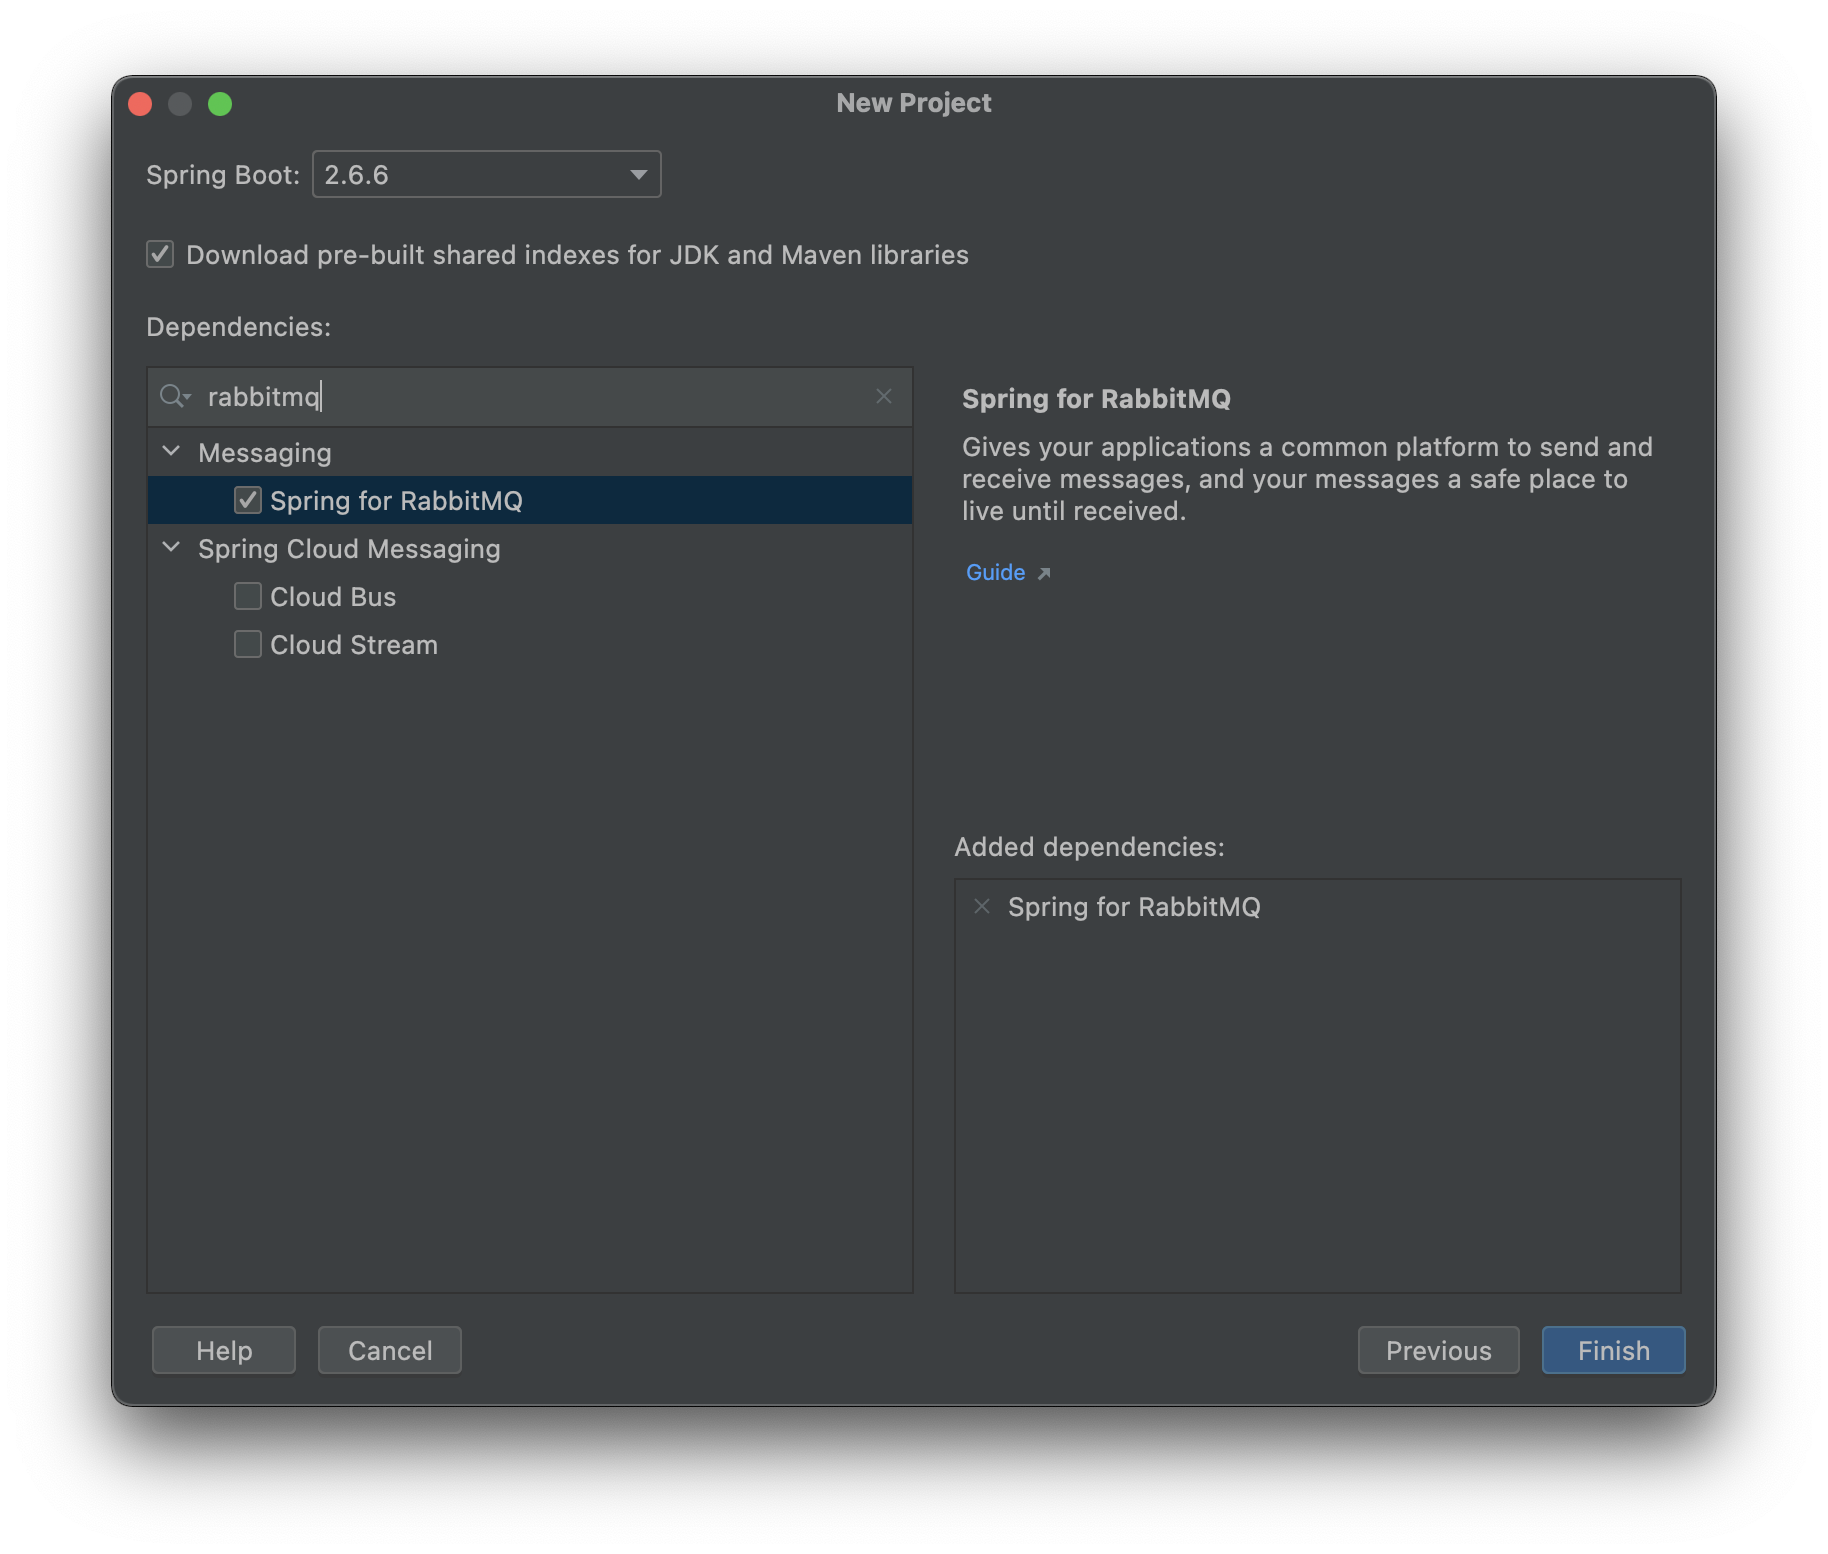 New Project
Spring Boot: 2.6.6
Download pre-built shared indexes for JDK and Maven libraries
Dependencies:
rabbitmq
Messaging
Spring for RabbitMQ
Spring Cloud Messaging
Cloud Bus
Cloud Stream
Spring for RabbitMQ
Gives your applications a common platform to send and
receive messages, and your messages a safe place to
live until received.
Guide
Added dependencies:
Spring for RabbitMQ
Help
Cancel
Previous
Finish